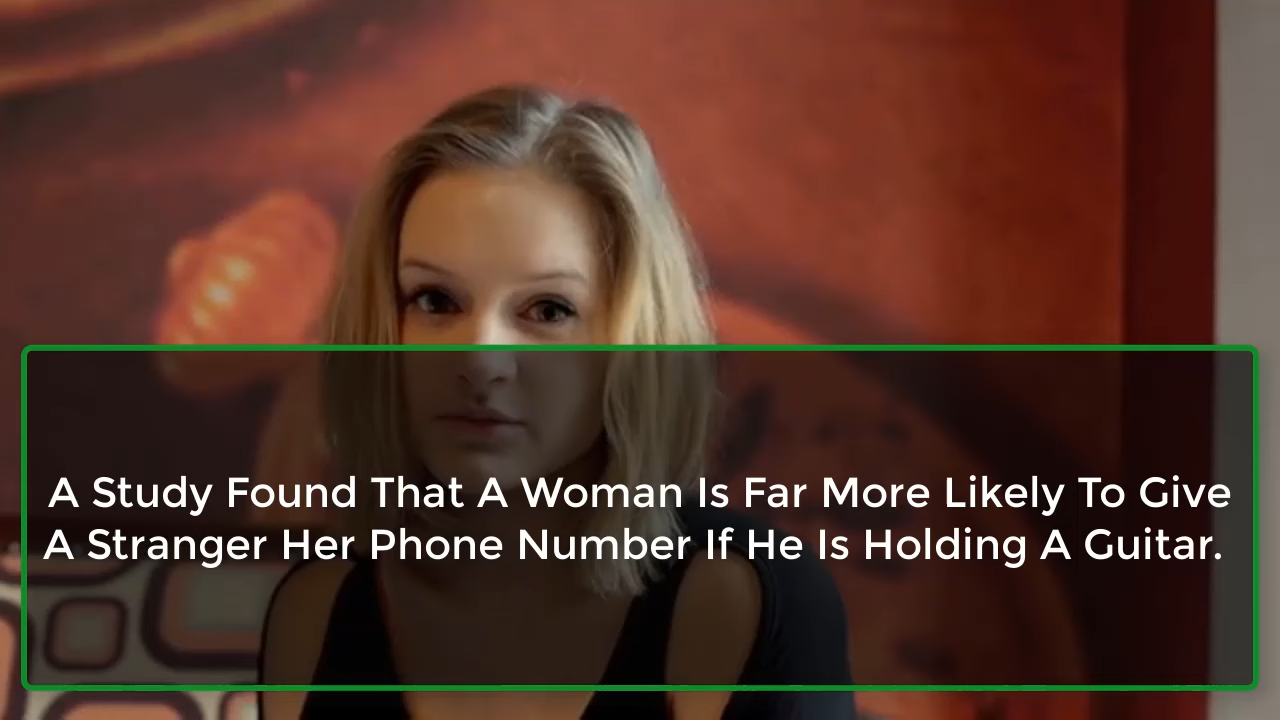 A Study Found That A Woman Is Far More Likely To Give
A Stranger Her Phone Number If He Is Holding A Guitar.